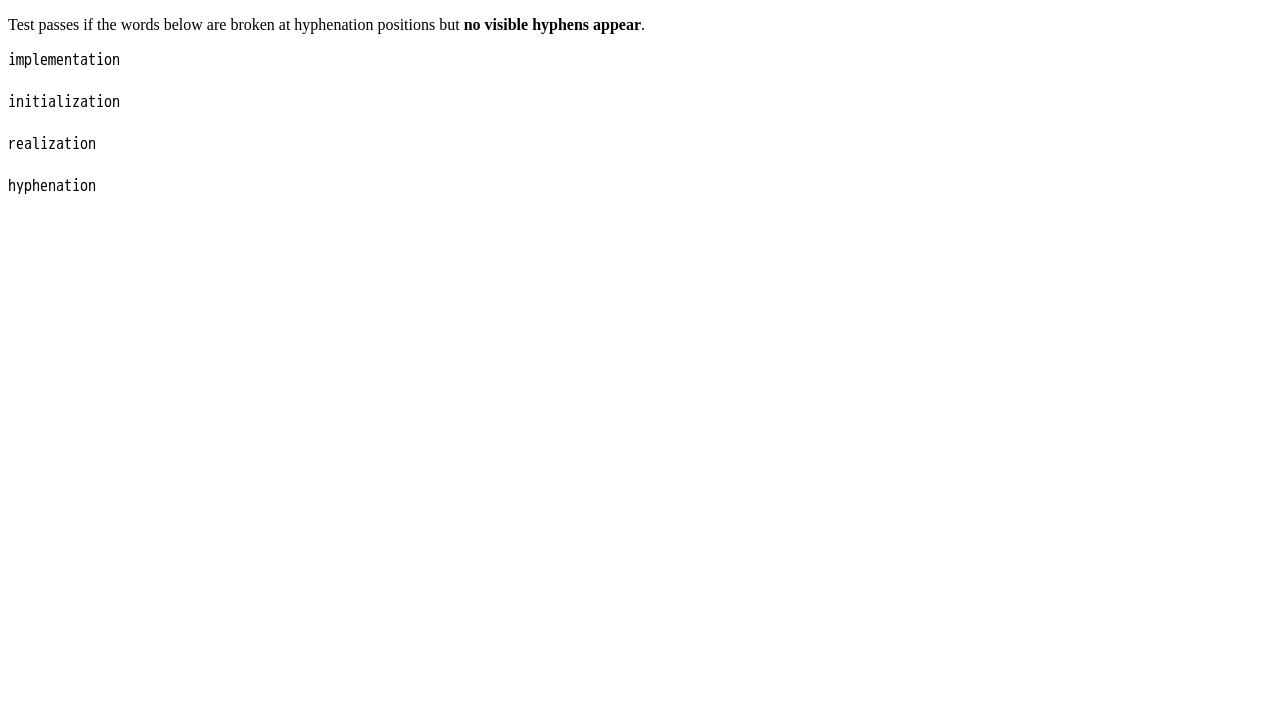 Test passes if the words below are broken at hyphenation positions but no visible hyphens appear.
implementation
initialization
realization
hyphenation